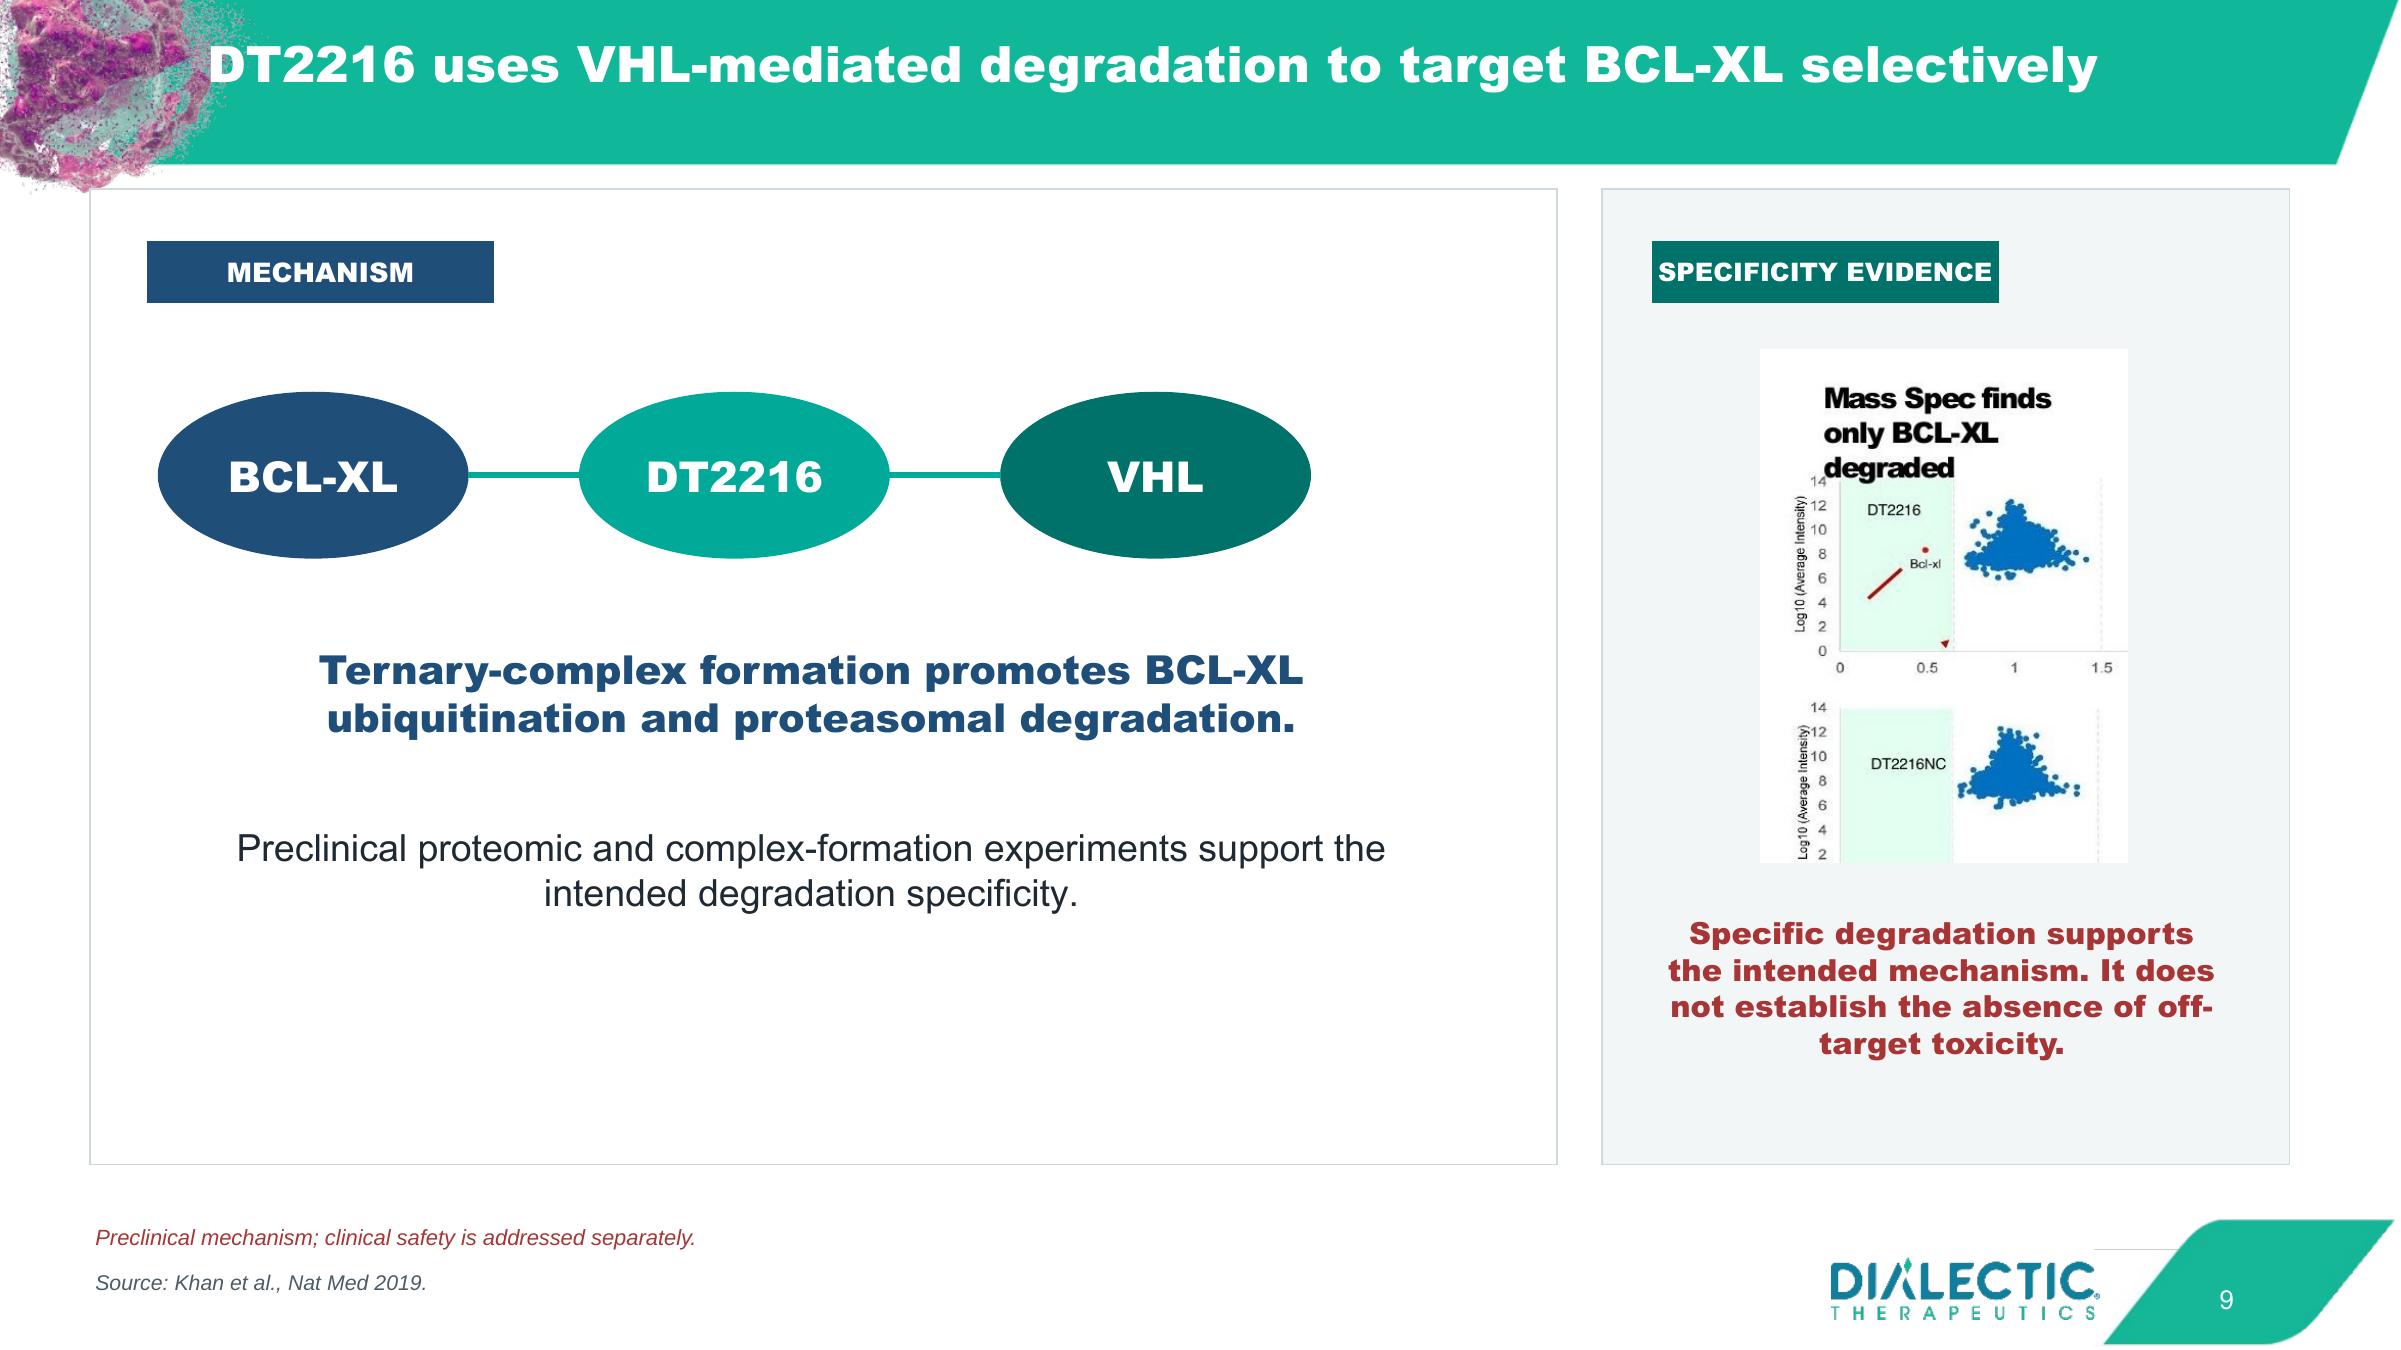 DT2216 uses VHL-mediated degradation to target BCL-XL selectively
MECHANISM
BCL-XL
DT2216
VHL
Ternary-complex formation promotes BCL-XL
ubiquitination and proteasomal degradation.
Preclinical proteomic and complex-formation experiments support the
intended degradation specificity.
SPECIFICITY EVIDENCE
Mass Spec finds
only BCL-XL
degraded
Log10 (Average Intensity)
14
12
10
8
6
4
2
0
DT2216
Bcl-xl
0 0.5 1 1.5
Log10 (Average Intensity)
14
12
10
8
6
4
2
DT2216NC
Specific degradation supports
the intended mechanism. It does
not establish the absence of off-
target toxicity.
Preclinical mechanism; clinical safety is addressed separately.
Source: Khan et al., Nat Med 2019.
DIALECTIC®
THERAPEUTICS
9